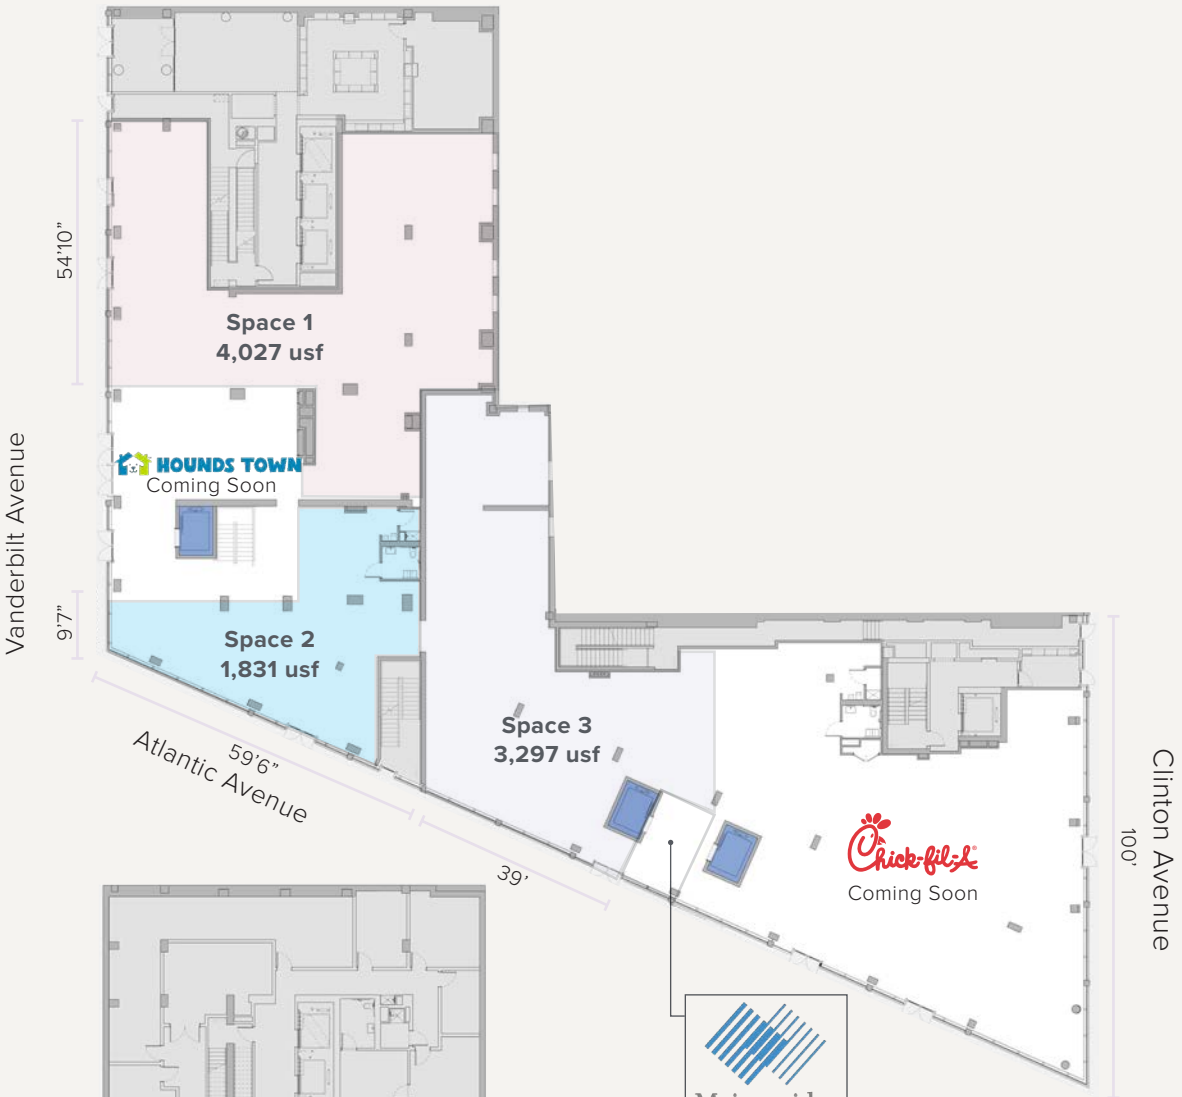 54'10"
Space 1
4,027 usf
Vanderbilt Avenue
HOUNDS TOWN
Coming Soon
9'7"
Space 2
1,831 usf
Space 3
3,297 usf
59'6"
Atlantic Avenue
39'
Chick-fil-A
Coming Soon
Clinton Avenue
100'